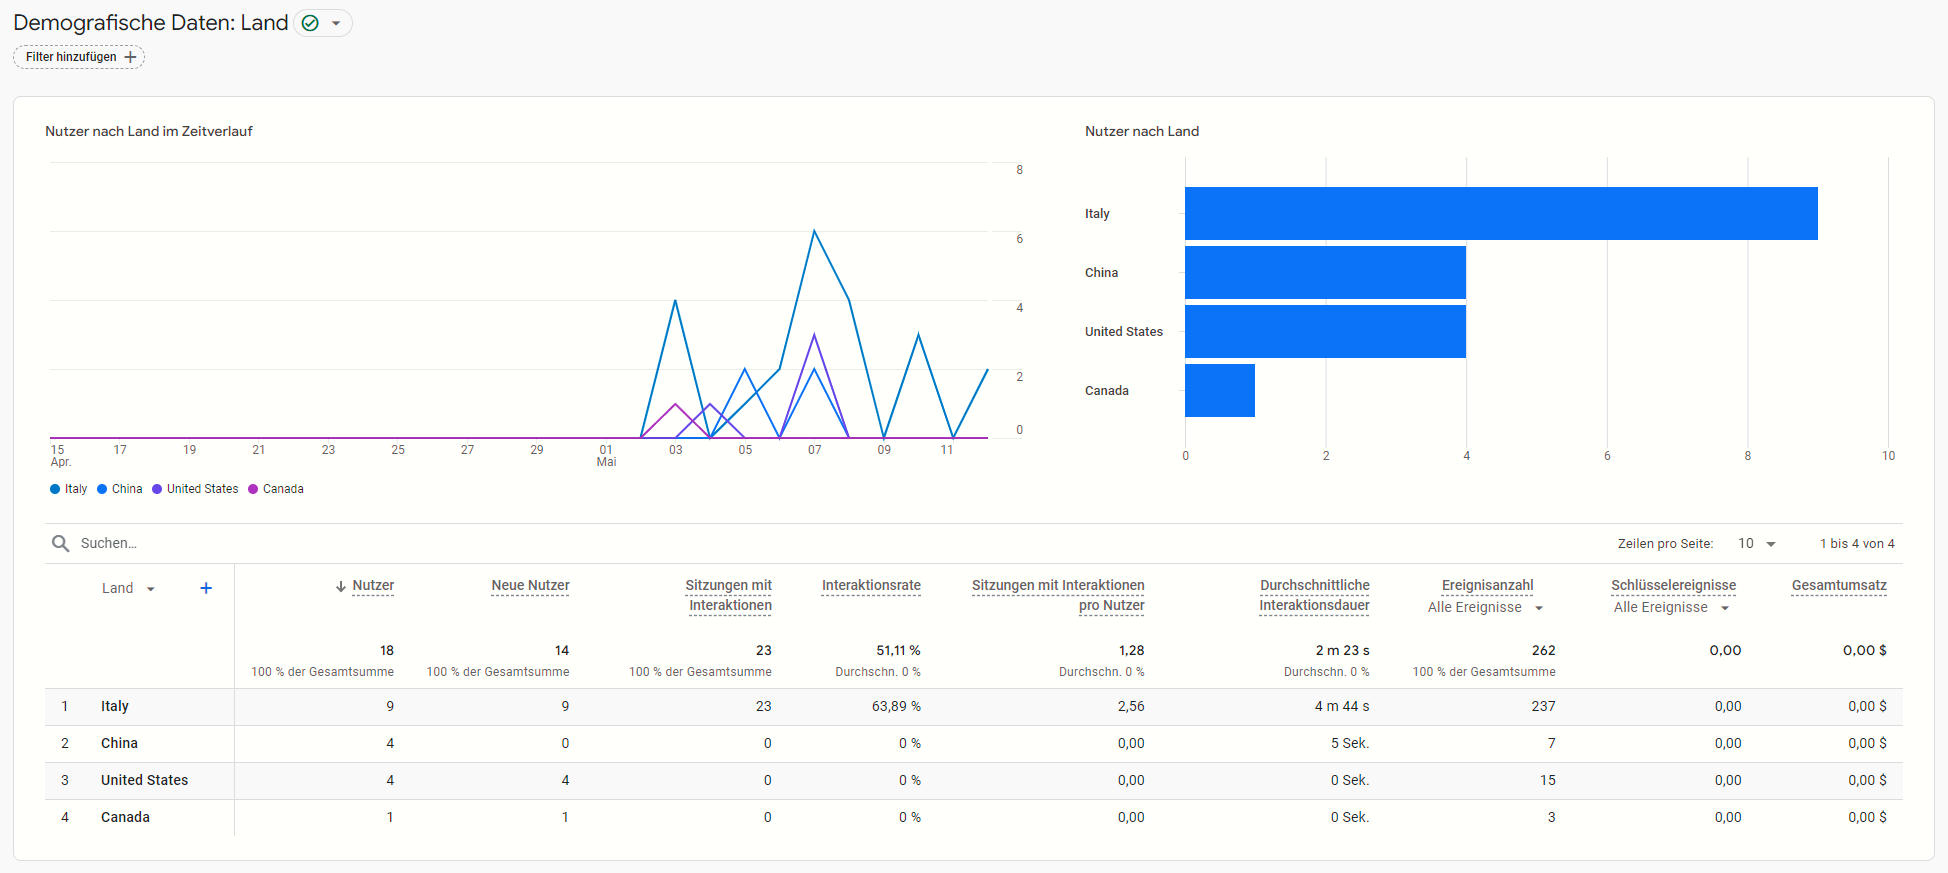 Demografische Daten: Land
Filter hinzufügen
Nutzer nach Land im Zeitverlauf
8
6
4
2
0
15 Apr.
17
19
21
23
25
27
29
01 Mai
03
05
07
09
11
Italy China United States Canada
Nutzer nach Land
Italy
China
United States
Canada
0 2 4 6 8 10
Suchen…
Zeilen pro Seite: 10 1 bis 4 von 4
Land
Nutzer
Neue Nutzer
Sitzungen mit Interaktionen
Interaktionsrate
Sitzungen mit Interaktionen pro Nutzer
Durchschnittliche Interaktionsdauer
Ereignisanzahl
Alle Ereignisse
Schlüsselereignisse
Alle Ereignisse
Gesamtumsatz
18 14 23 51,11 % 1,28 2 m 23 s 262 0,00 0,00 $
100 % der Gesamtsumme 100 % der Gesamtsumme 100 % der Gesamtsumme Durchschn. 0 % Durchschn. 0 % Durchschn. 0 % 100 % der Gesamtsumme
1 Italy 9 9 23 63,89 % 2,56 4 m 44 s 237 0,00 0,00 $
2 China 4 0 0 0 % 0,00 5 Sek. 7 0,00 0,00 $
3 United States 4 4 0 0 % 0,00 0 Sek. 15 0,00 0,00 $
4 Canada 1 1 0 0 % 0,00 0 Sek. 3 0,00 0,00 $